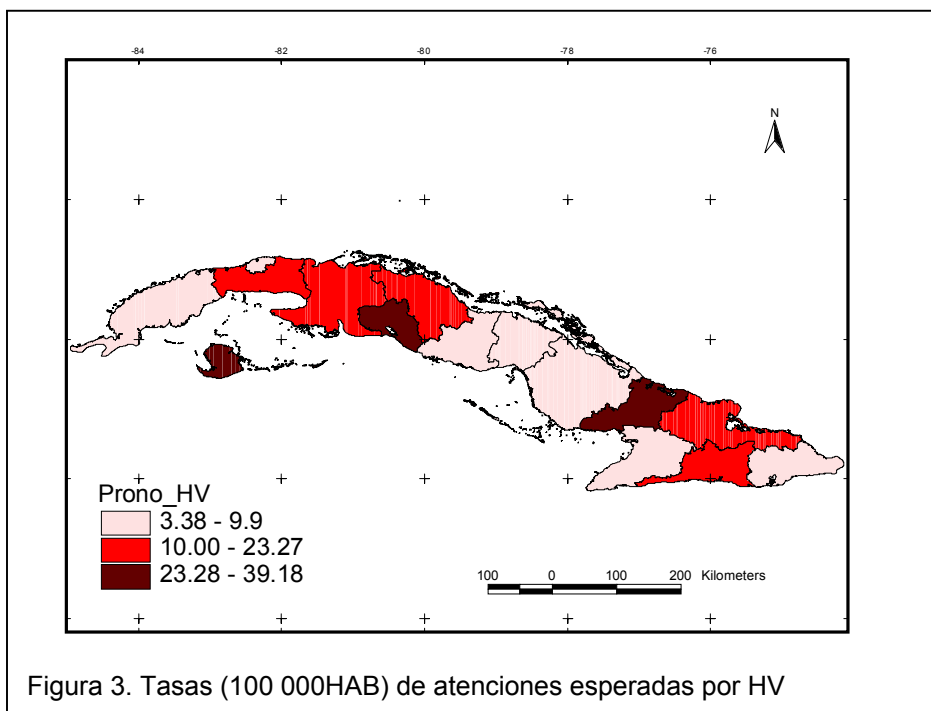 -84 -82 -80 -78 -76
N
Prono_HV
3.38 - 9.9
10.00 - 23.27
23.28 - 39.18
100 0 100 200 Kilometers
Figura 3. Tasas (100 000HAB) de atenciones esperadas por HV